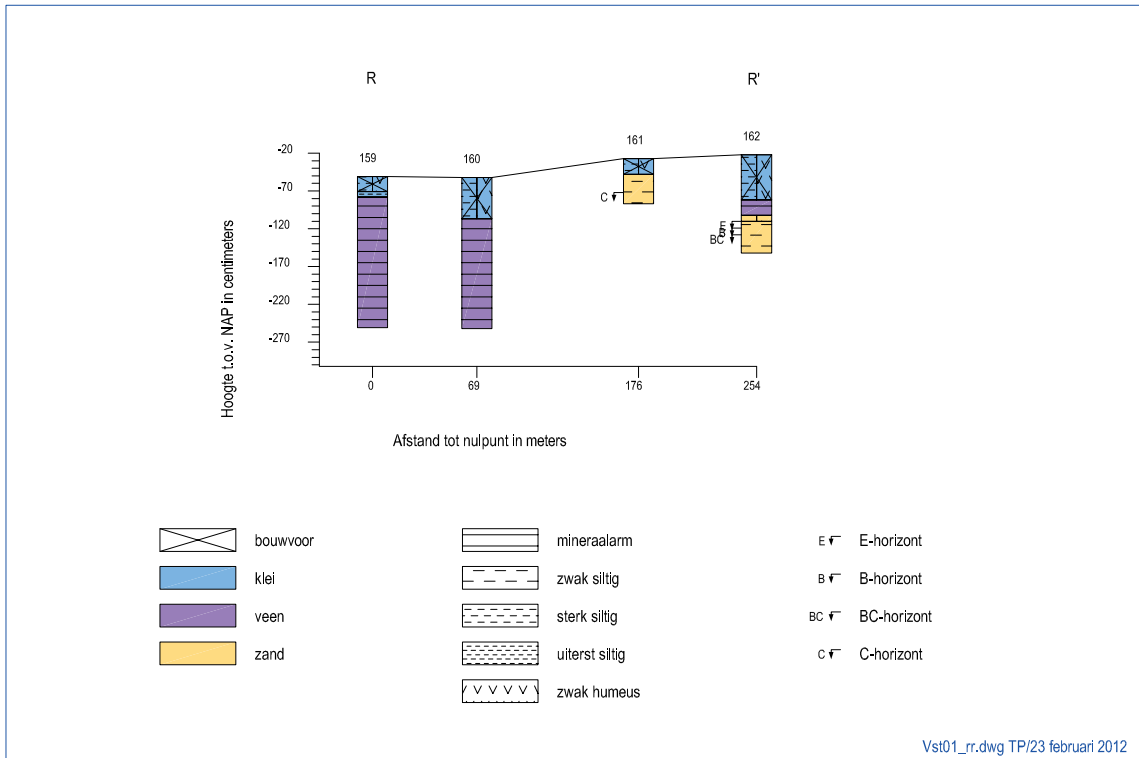 R R'
159 160 161 162
-20
-70
-120
-170
-220
-270
C
E
B
BC
Hoogte t.o.v. NAP in centimeters
0 69 176 254
Afstand tot nulpunt in meters
bouwvoor
klei
veen
zand
mineraalarm
zwak siltig
sterk siltig
uiterst siltig
zwak humeus
E E-horizont
B B-horizont
BC BC-horizont
C C-horizont
Vst01_rr.dwg TP/23 februari 2012